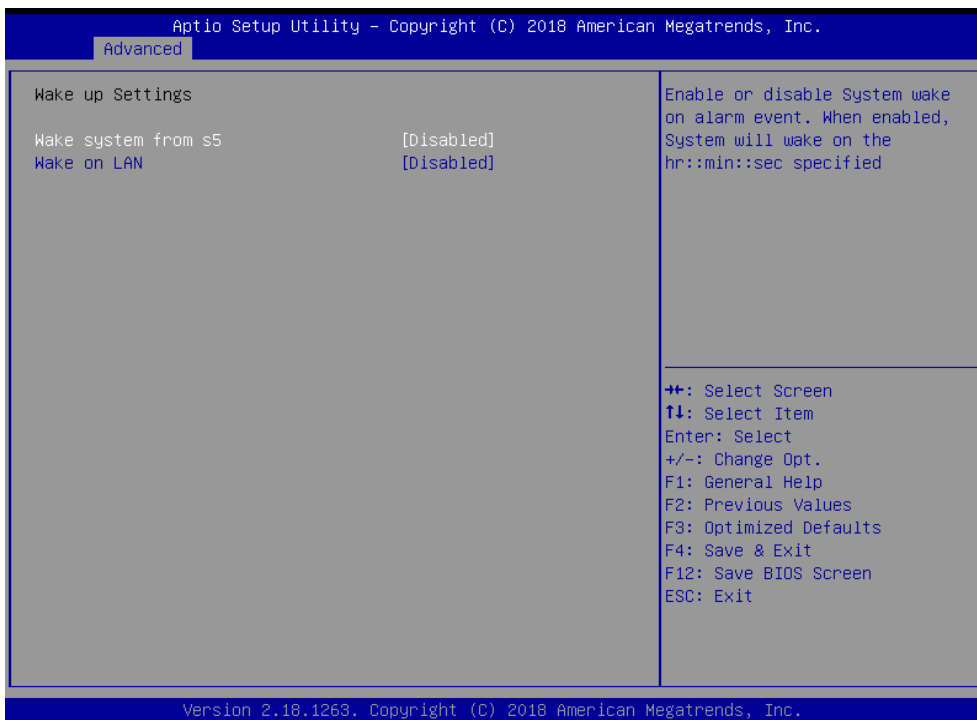 Aptio Setup Utility – Copyright (C) 2018 American Megatrends, Inc.
Advanced
Wake up Settings
Wake system from s5 [Disabled]
Wake on LAN [Disabled]
Enable or disable System wake
on alarm event. When enabled,
System will wake on the
hr::min::sec specified
→←: Select Screen
↑↓: Select Item
Enter: Select
+/-: Change Opt.
F1: General Help
F2: Previous Values
F3: Optimized Defaults
F4: Save & Exit
F12: Save BIOS Screen
ESC: Exit
Version 2.18.1263. Copyright (C) 2018 American Megatrends, Inc.